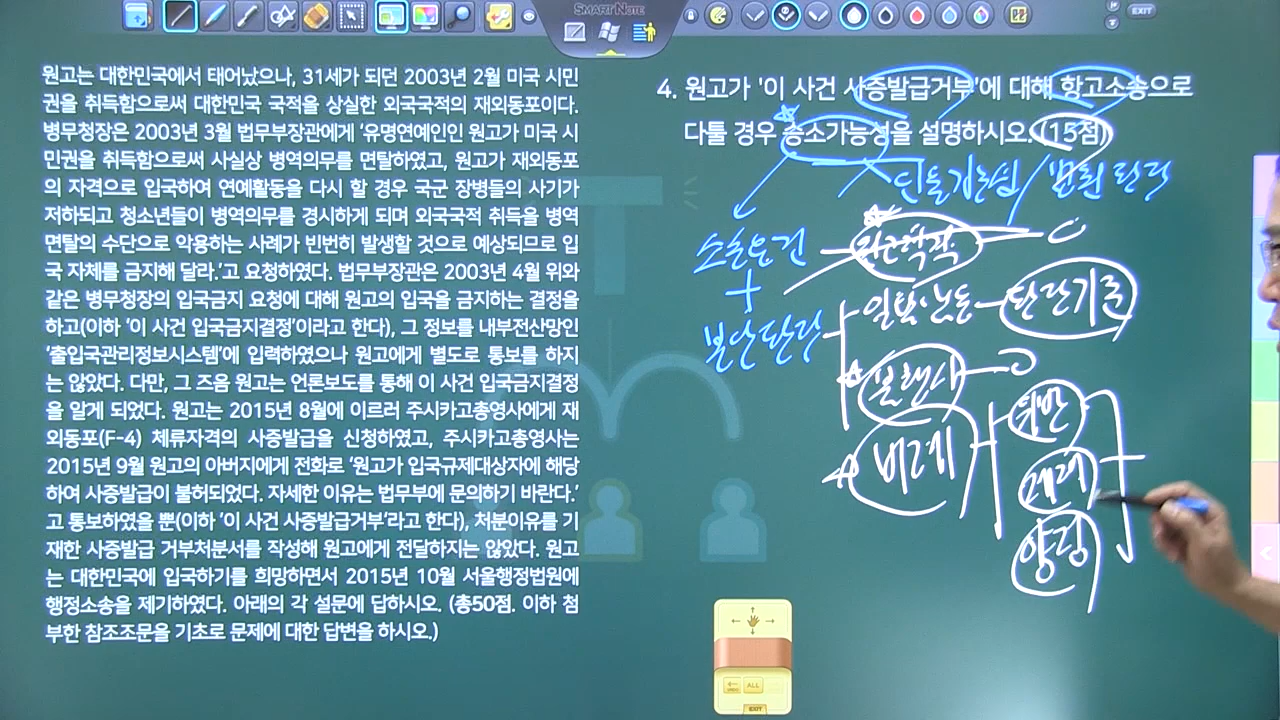 SMART NOTE
EXIT
원고는 대한민국에서 태어났으나, 31세가 되던 2003년 2월 미국 시민
권을 취득함으로써 대한민국 국적을 상실한 외국국적의 재외동포이다.
병무청장은 2003년 3월 법무부장관에게 '유명연예인인 원고가 미국 시
민권을 취득함으로써 사실상 병역의무를 면탈하였고, 원고가 재외동포
의 자격으로 입국하여 연예활동을 다시 할 경우 국군 장병들의 사기가
저하되고 청소년들이 병역의무를 경시하게 되며 외국국적 취득을 병역
면탈의 수단으로 악용하는 사례가 빈번히 발생할 것으로 예상되므로 입
국 자체를 금지해 달라.'고 요청하였다. 법무부장관은 2003년 4월 위와
같은 병무청장의 입국금지 요청에 대해 원고의 입국을 금지하는 결정을
하고(이하 '이 사건 입국금지결정'이라고 한다), 그 정보를 내부전산망인
'출입국관리정보시스템'에 입력하였으나 원고에게 별도로 통보를 하지
는 않았다. 다만, 그 즈음 원고는 언론보도를 통해 이 사건 입국금지결정
을 알게 되었다. 원고는 2015년 8월에 이르러 주시카고총영사에게 재
외동포(F-4) 체류자격의 사증발급을 신청하였고, 주시카고총영사는
2015년 9월 원고의 아버지에게 전화로 '원고가 입국규제대상자에 해당
하여 사증발급이 불허되었다. 자세한 이유는 법무부에 문의하기 바란다.'
고 통보하였을 뿐(이하 '이 사건 사증발급거부'라고 한다), 처분이유를 기
재한 사증발급 거부처분서를 작성해 원고에게 전달하지는 않았다. 원고
는 대한민국에 입국하기를 희망하면서 2015년 10월 서울행정법원에
행정소송을 제기하였다. 아래의 각 설문에 답하시오. (총50점. 이하 첨
부한 참조조문을 기초로 문제에 대한 답변을 하시오.)
4. 원고가 '이 사건 사증발급거부'에 대해 항고소송으로
다툴 경우 승소가능성을 설명하시오. (15점)
법원 판단
소송요건
+
본안판단
판단기준
비례
위반
ALL
EXIT